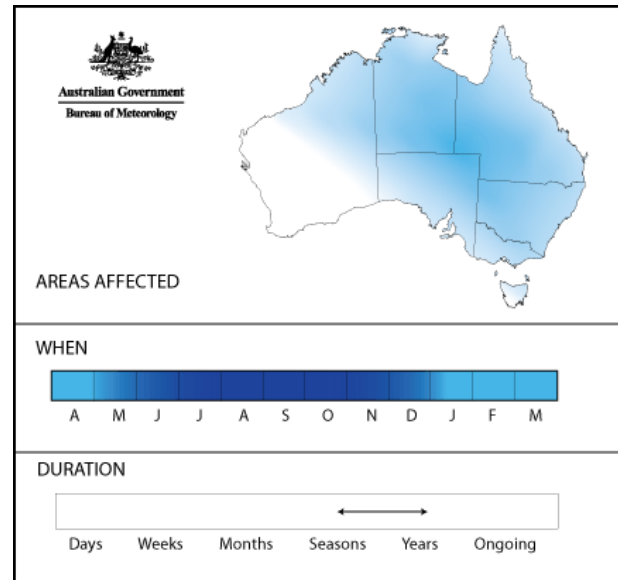 Australian Government
Bureau of Meteorology
AREAS AFFECTED
WHEN
A M J J A S O N D J F M
DURATION
Days Weeks Months Seasons Years Ongoing